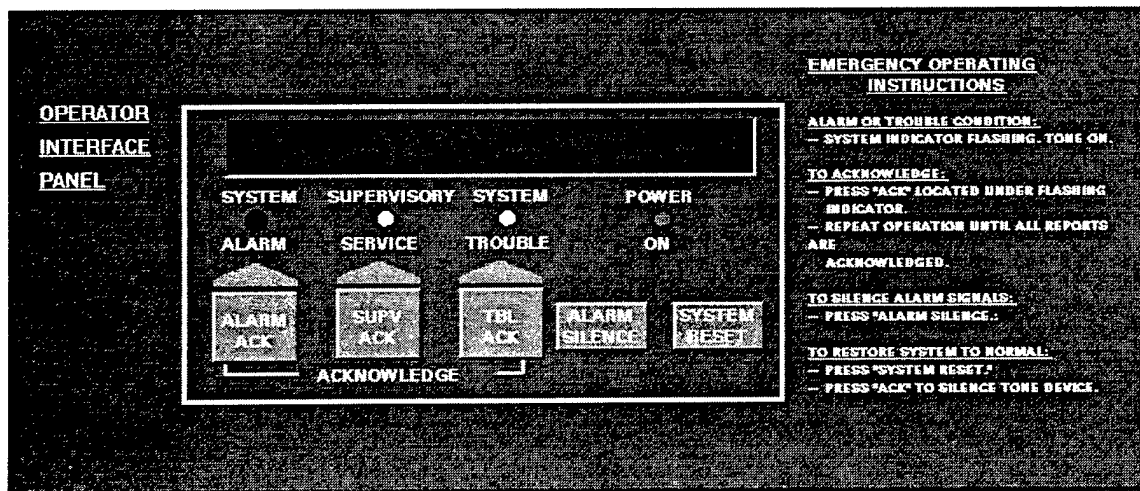 OPERATOR
INTERFACE
PANEL
SYSTEM SUPERVISORY SYSTEM POWER
ALARM SERVICE TROUBLE ON
ALARM ACK
SUPV ACK
TBL ACK
ALARM SILENCE
SYSTEM RESET
ACKNOWLEDGE
EMERGENCY OPERATING
INSTRUCTIONS
ALARM OR TROUBLE CONDITION:
— SYSTEM INDICATOR FLASHING. TONE ON.
TO ACKNOWLEDGE:
— PRESS "ACK" LOCATED UNDER FLASHING
INDICATOR.
— REPEAT OPERATION UNTIL ALL REPORTS
ARE
ACKNOWLEDGED.
TO SILENCE ALARM SIGNALS:
— PRESS "ALARM SILENCE.:
TO RESTORE SYSTEM TO NORMAL:
— PRESS "SYSTEM RESET."
— PRESS "ACK" TO SILENCE TONE DEVICE.